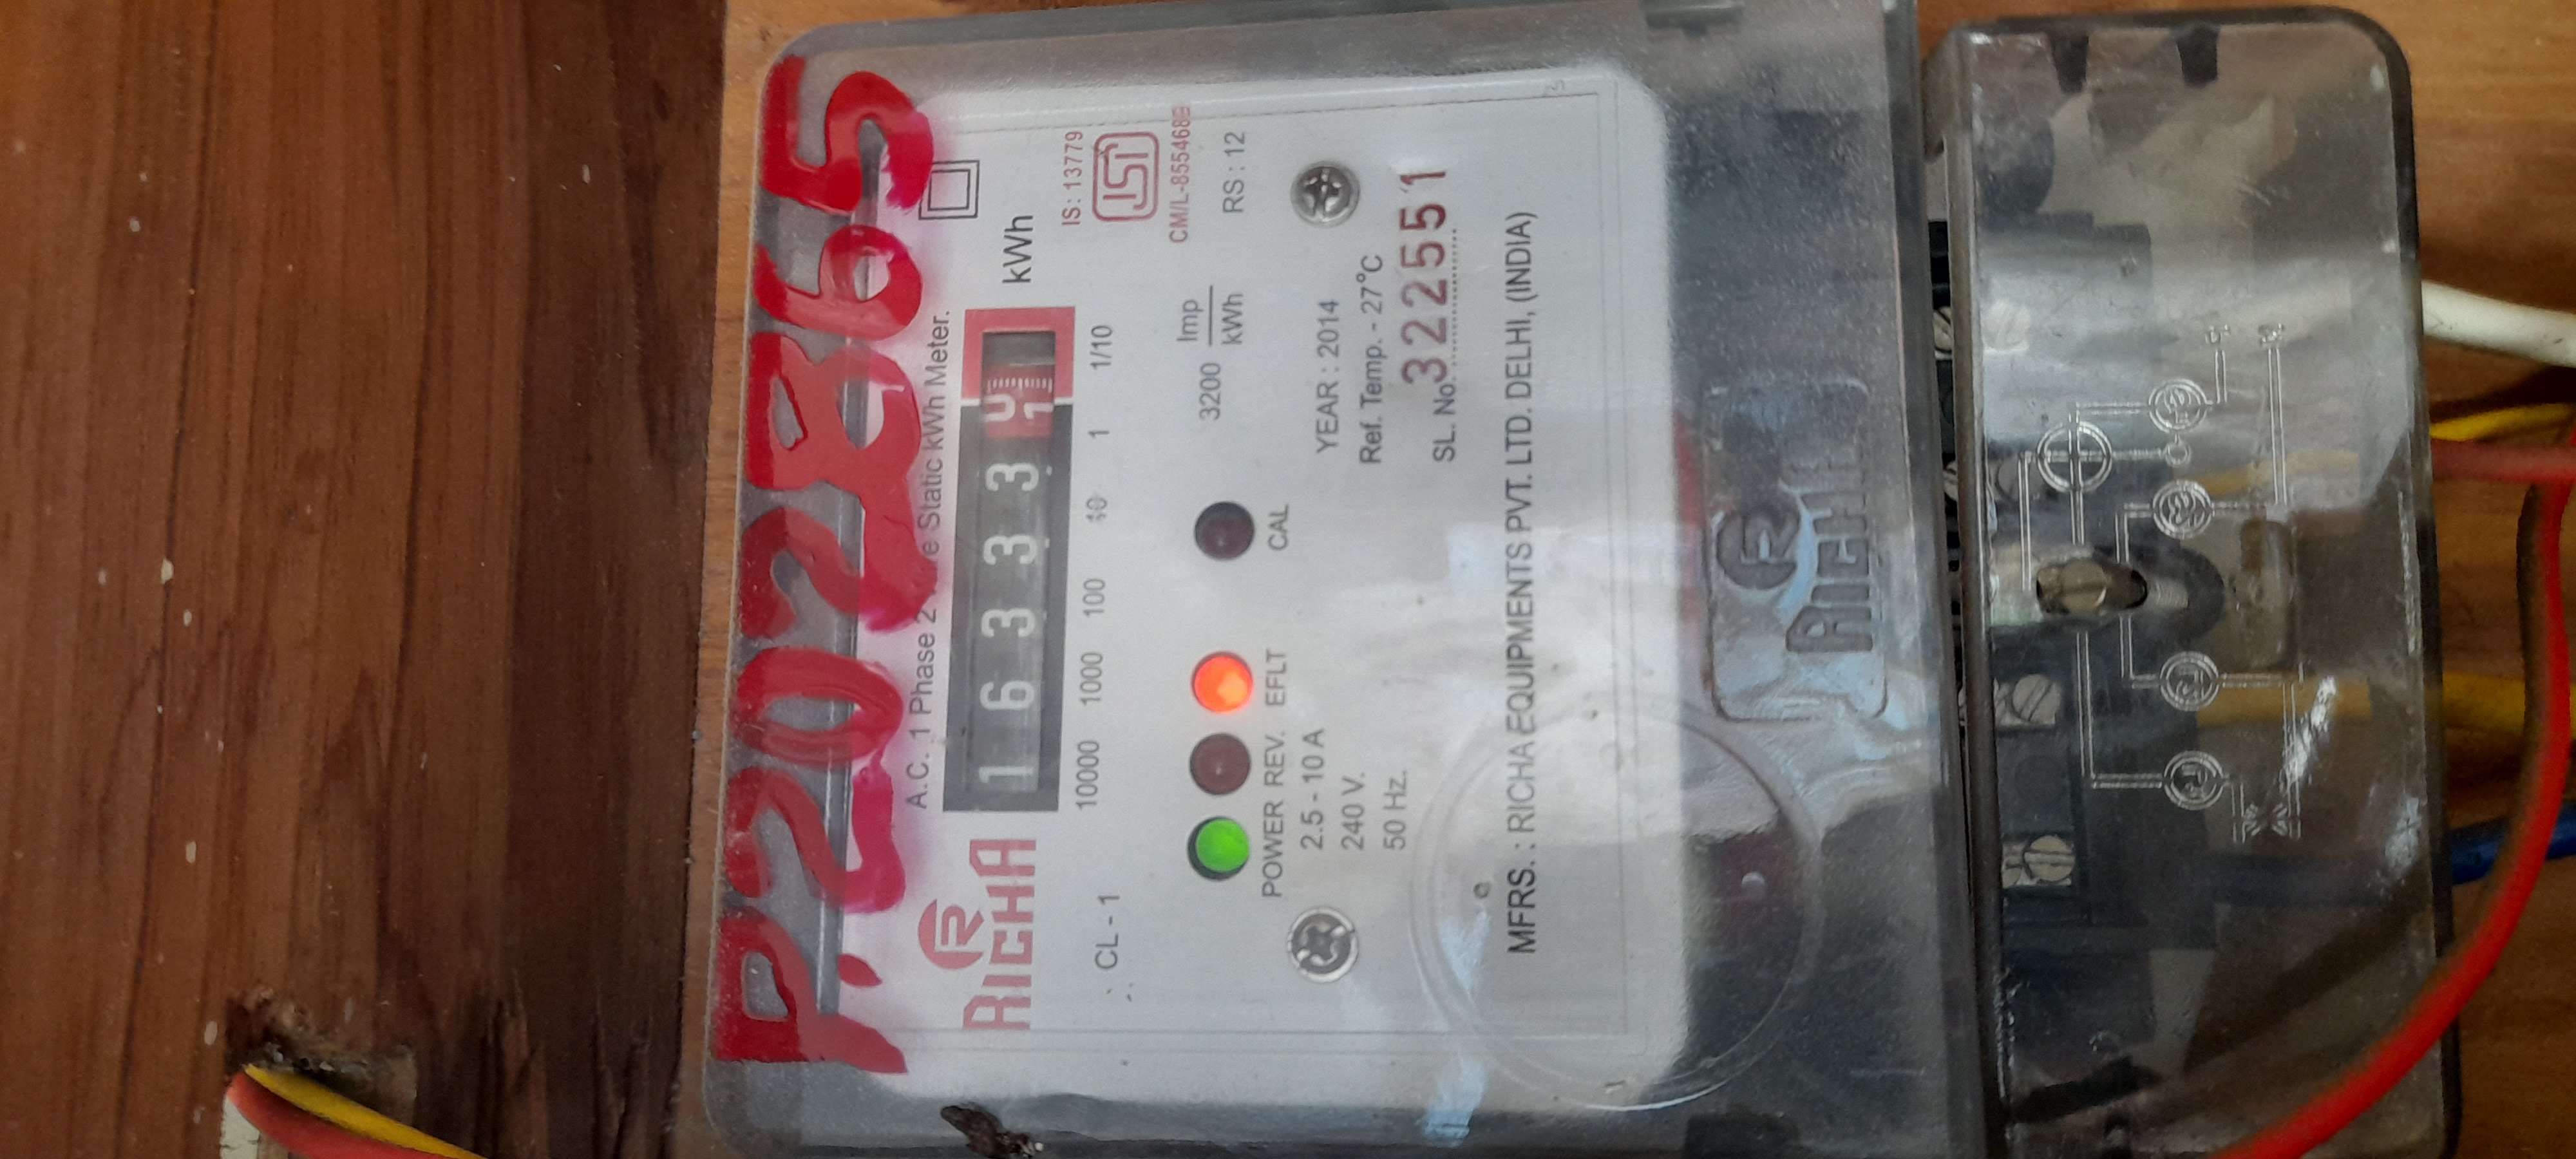 P.202865
A.C. 1 Phase 2 e Static kWh Meter.
RICHA
1 6 3 3 3
kWh
10000 1000 100 10 1 1/10
IS: 13779
ISI
CM/L-8554688
RS : 12
CL - 1
3200 Imp
kWh
POWER REV. EFLT CAL
2.5 - 10 A
240 V.
50 Hz.
YEAR : 2014
Ref. Temp. - 27°C
SL. No. 322551
MFRS. : RICHA EQUIPMENTS PVT. LTD. DELHI, (INDIA)
R
RICHA